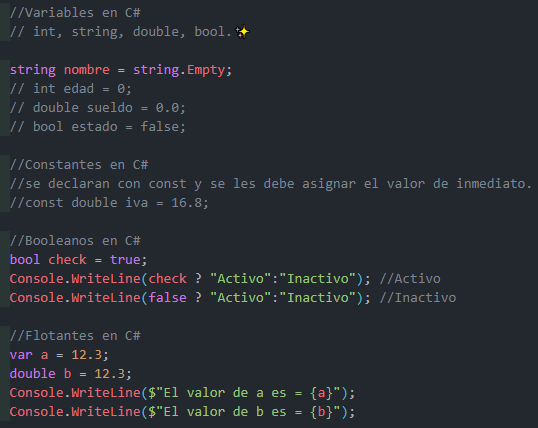 //Variables en C#
// int, string, double, bool.✨
string nombre = string.Empty;
// int edad = 0;
// double sueldo = 0.0;
// bool estado = false;
//Constantes en C#
//se declaran con const y se les debe asignar el valor de inmediato.
//const double iva = 16.8;
//Booleanos en C#
bool check = true;
Console.WriteLine(check ? "Activo":"Inactivo"); //Activo
Console.WriteLine(false ? "Activo":"Inactivo"); //Inactivo
//Flotantes en C#
var a = 12.3;
double b = 12.3;
Console.WriteLine($"El valor de a es = {a}");
Console.WriteLine($"El valor de b es = {b}");